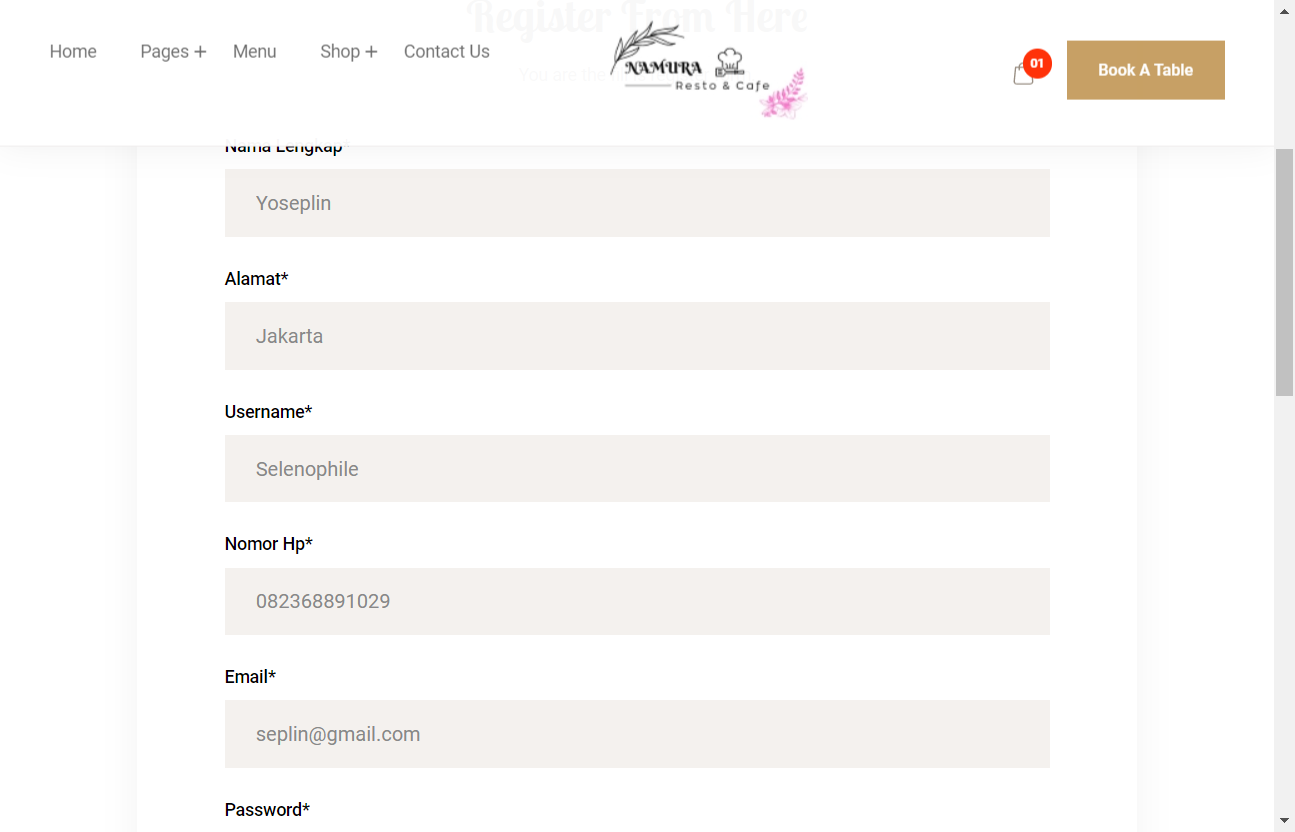 Register From Here
Home Pages + Menu Shop + Contact Us
NAMURA
Resto & Cafe
01
Book A Table
You are the
Nama Lengkap*
Yoseplin
Alamat*
Jakarta
Username*
Selenophile
Nomor Hp*
082368891029
Email*
seplin@gmail.com
Password*